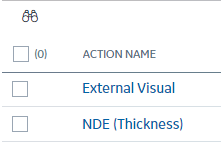 (0) ACTION NAME
External Visual
NDE (Thickness)